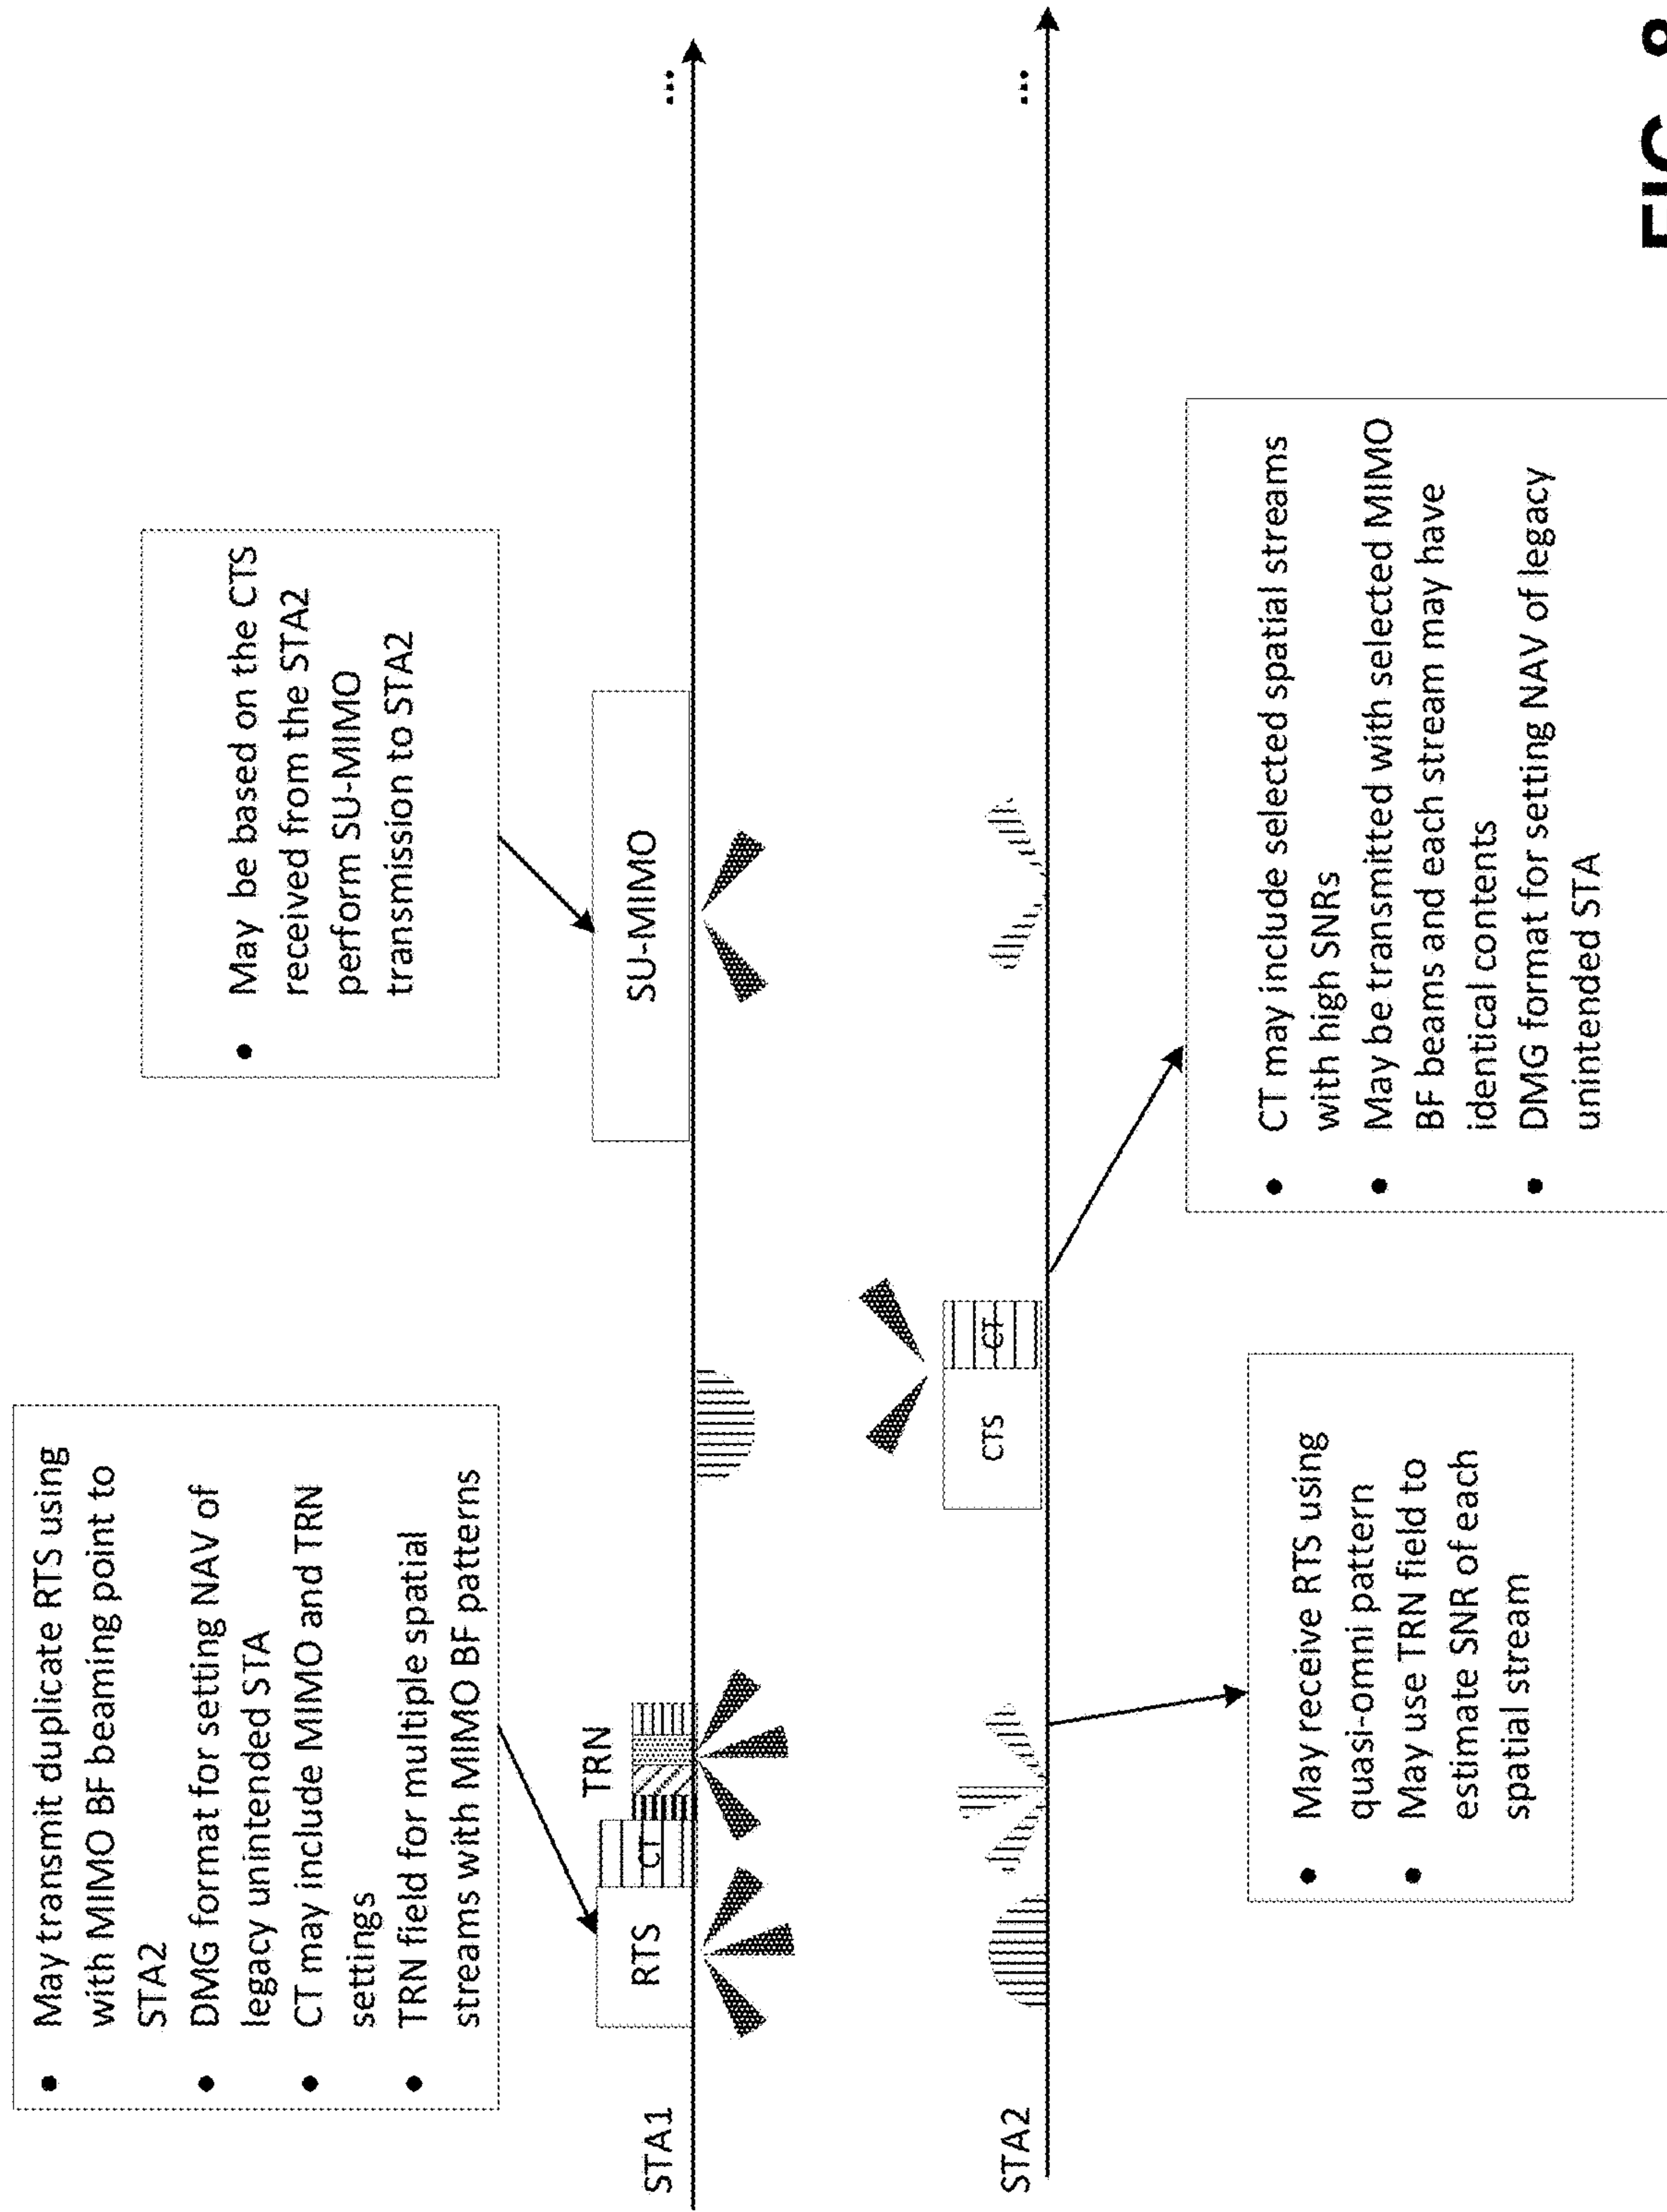 • May transmit duplicate RTS using
with MIMO BF beaming point to
STA2
• DMG format for setting NAV of
legacy unintended STA
• CT may include MIMO and TRN
settings
• TRN field for multiple spatial
streams with MIMO BF patterns
• May be based on the CTS
received from the STA2
perform SU-MIMO
transmission to STA2
STA1
RTS
CT
TRN
SU-MIMO
...
STA2
CTS
CT
...
• May receive RTS using
quasi-omni pattern
• May use TRN field to
estimate SNR of each
spatial stream
• CT may include selected spatial streams
with high SNRs
• May be transmitted with selected MIMO
BF beams and each stream may have
identical contents
• DMG format for setting NAV of legacy
unintended STA